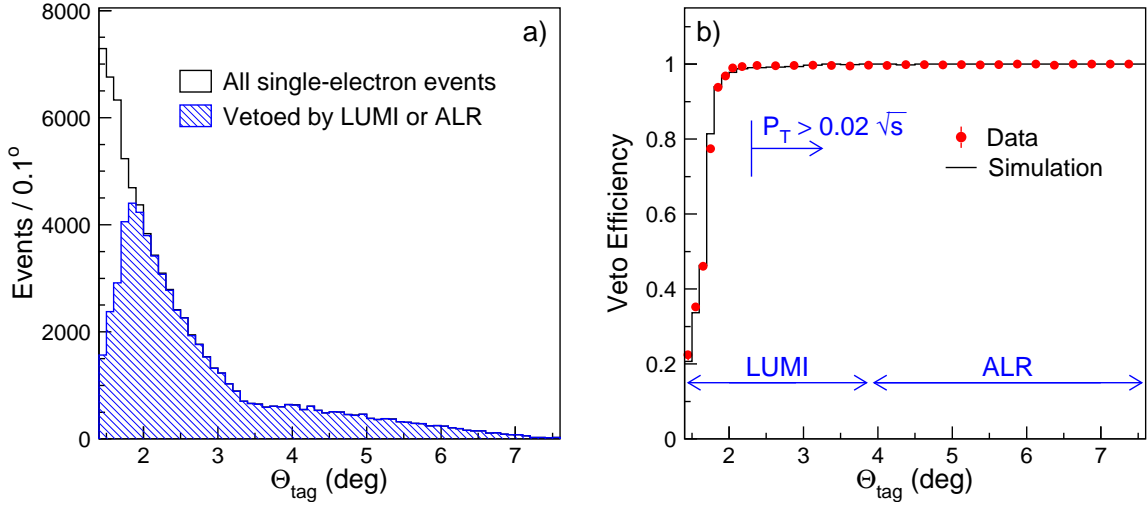 a)
All single-electron events
Vetoed by LUMI or ALR
Events / 0.1°
8000
6000
4000
2000
0
2 3 4 5 6 7
Θtag (deg)
b)
PT > 0.02 √s
Data
Simulation
LUMI ALR
Veto Efficiency
1
0.8
0.6
0.4
0.2
0
2 3 4 5 6 7
Θtag (deg)